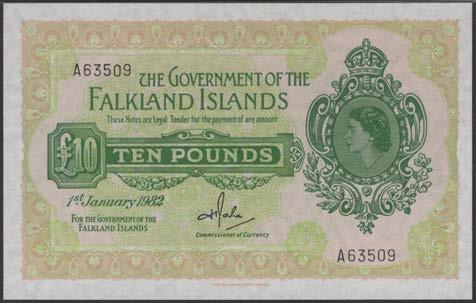 A63509
THE GOVERNMENT OF THE
FALKLAND ISLANDS
These Notes are Legal Tender for the payment of any amount
£10 TEN POUNDS
1st January 1982
FOR THE GOVERNMENT OF THE
FALKLAND ISLANDS
Commissioner of Currency
A63509